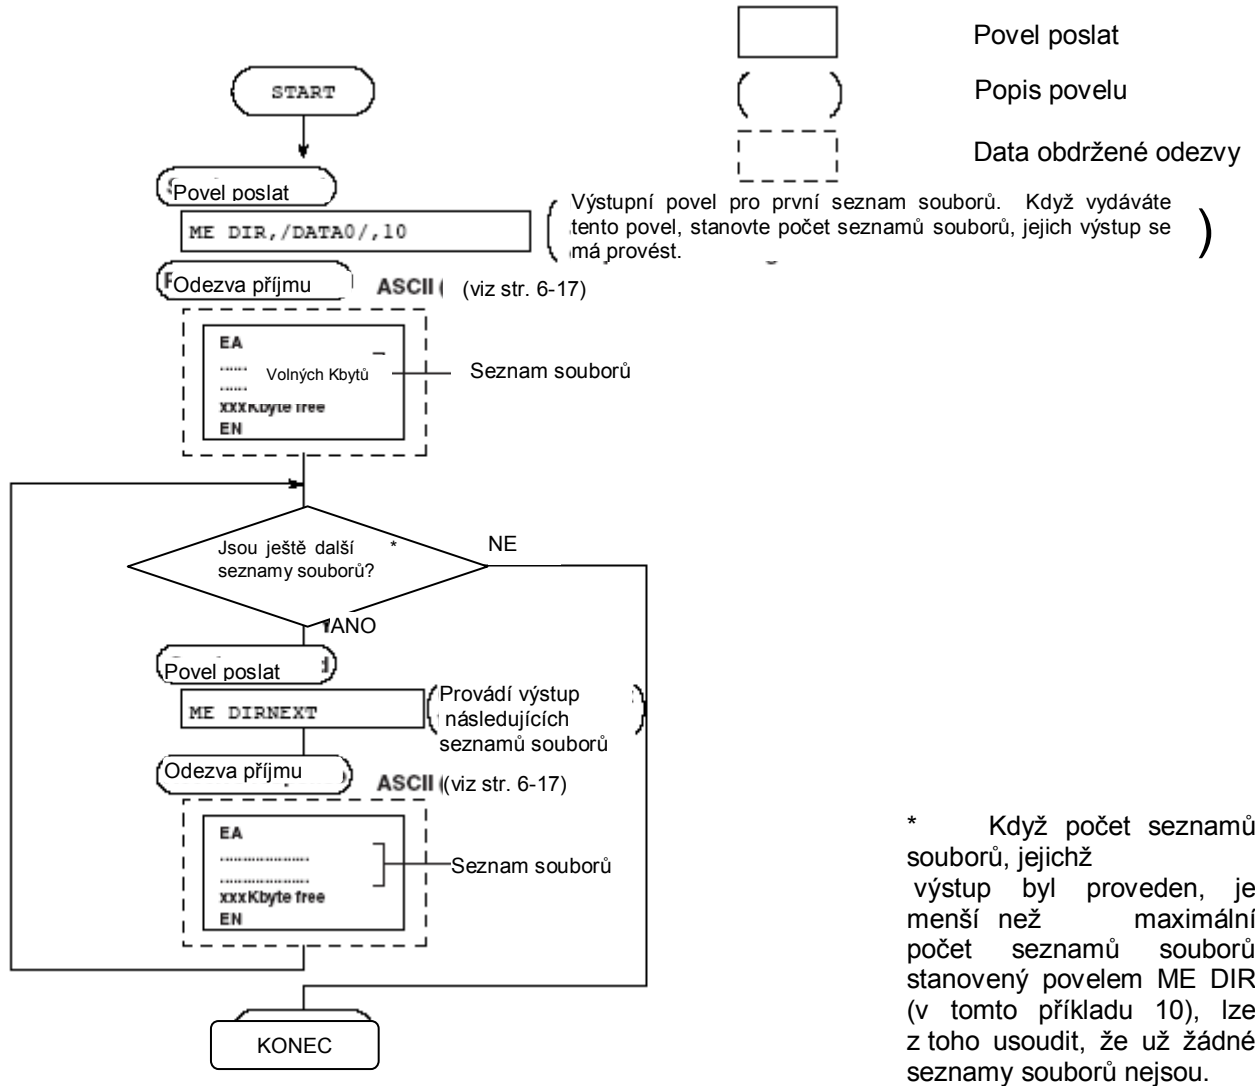 Povel poslat
Popis povelu
Data obdržené odezvy
START
Povel poslat
ME DIR,/DATA0/,10
Výstupní povel pro první seznam souborů. Když vydáváte
tento povel, stanovte počet seznamů souborů, jejich výstup se
má provést.
Odezva příjmu
ASCII (viz str. 6-17)
EA
......
Volných Kbytů
......
xxxKbyte free
EN
Seznam souborů
Jsou ještě další *
seznamy souborů?
NE
ANO
Povel poslat
ME DIRNEXT
Provádí výstup
následujících
seznamů souborů
Odezva příjmu
ASCII (viz str. 6-17)
EA
......................
......................
xxxKbyte free
EN
Seznam souborů
KONEC
* Když počet seznamů
souborů, jejichž
výstup byl proveden, je
menší než maximální
počet seznamů souborů
stanovený povelem ME DIR
(v tomto příkladu 10), lze
z toho usoudit, že už žádné
seznamy souborů nejsou.